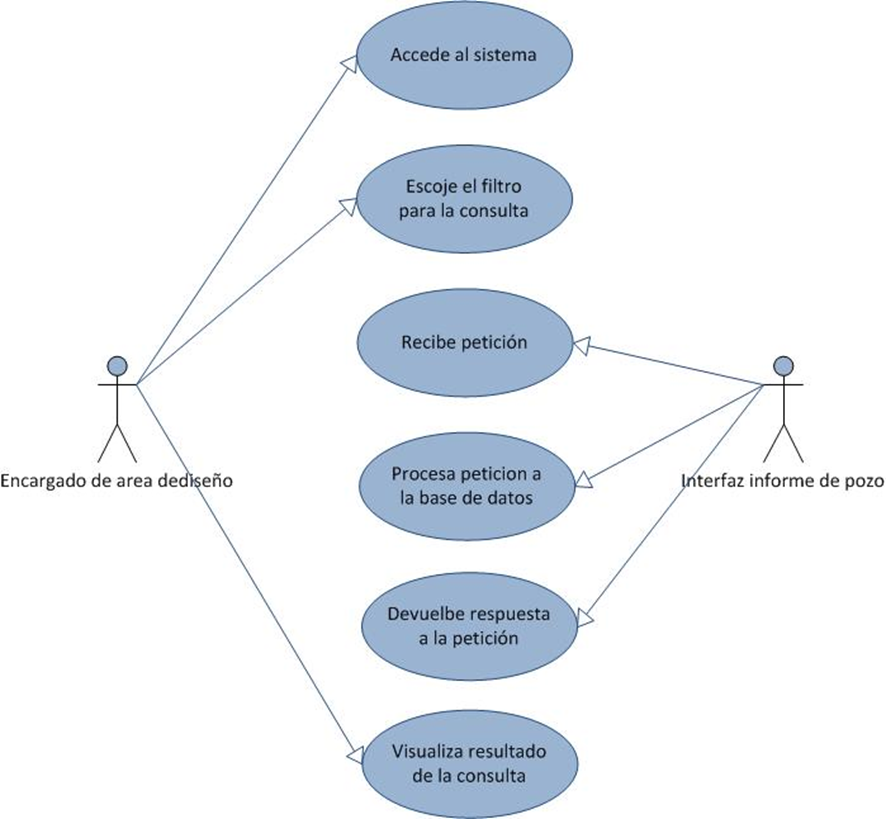 Accede al sistema
Escoje el filtro
para la consulta
Recibe petición
Procesa peticion a
la base de datos
Encargado de area dediseño
Interfaz informe de pozo
Devuelbe respuesta
a la petición
Visualiza resultado
de la consulta